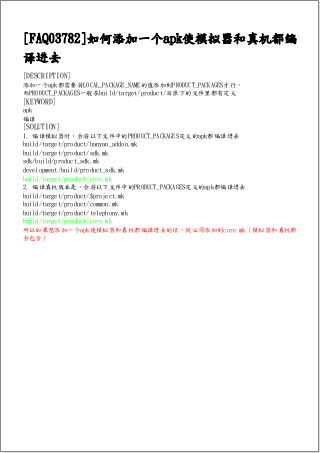 [FAQ03782]如何添加一个apk使模拟器和真机都编
译进去
[DESCRIPTION]
添加一个apk都需要将LOCAL_PACKAGE_NAME的值添加到PRODUCT_PACKAGES才行，
而PRODUCT_PACKAGES一般在build/target/product/目录下的文件里都有定义
[KEYWORD]
apk
编译
[SOLUTION]
1. 编译模拟器时，会将以下文件中的PRODUCT_PACKAGES定义的apk都编译进去
build/target/product/banyan_addon.mk
build/target/product/sdk.mk
sdk/build/product_sdk.mk
development/build/product_sdk.mk
build/target/product/core.mk
2. 编译真机版本是，会将以下文件中的PRODUCT_PACKAGES定义的apk都编译进去
build/target/product/$project.mk
build/target/product/common.mk
build/target/product/telephony.mk
build/target/product/core.mk
所以如果想添加一个apk使模拟器和真机都编译进去的话，就必须添加到core.mk（模拟器和真机都
会包含）